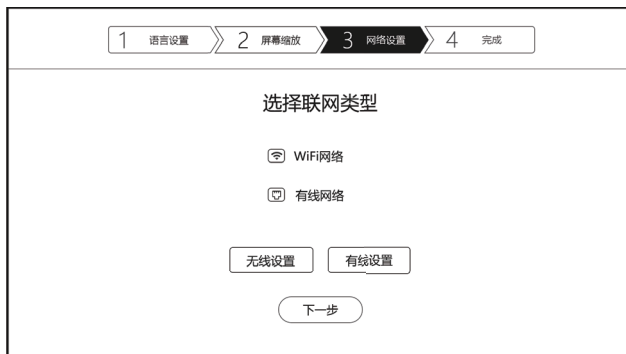 1 语言设置 2 屏幕缩放 3 网络设置 4 完成
选择联网类型
WiFi网络
有线网络
无线设置 有线设置
下一步